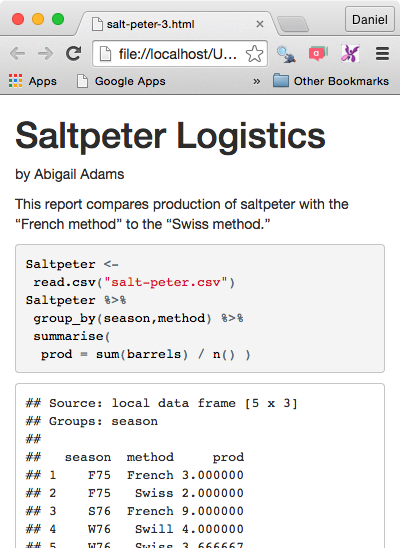 salt-peter-3.html
Daniel
file://localhost/U...
Apps
Google Apps
»
Other Bookmarks
Saltpeter Logistics
by Abigail Adams
This report compares production of saltpeter with the
“French method” to the “Swiss method.”
Saltpeter <-
read.csv("salt-peter.csv")
Saltpeter %>%
group_by(season,method) %>%
summarise(
prod = sum(barrels) / n() )
## Source: local data frame [5 x 3]
## Groups: season
##
##   season  method     prod
## 1    F75  French 3.000000
## 2    F75   Swiss 2.000000
## 3    S76  French 9.000000
## 4    W76   Swill 4.000000
## 5    W76   Swiss 3.666667